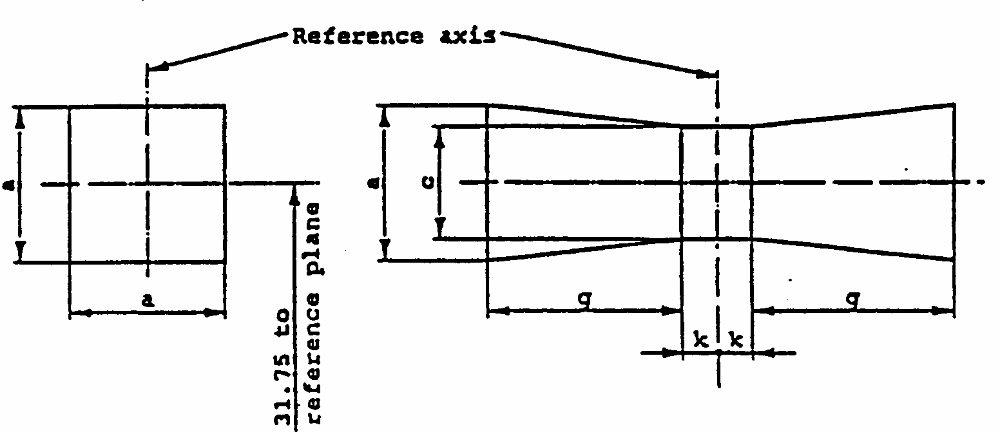 Reference axis
a
a
c
a
a
g
g
k k
31.75 to
reference plane